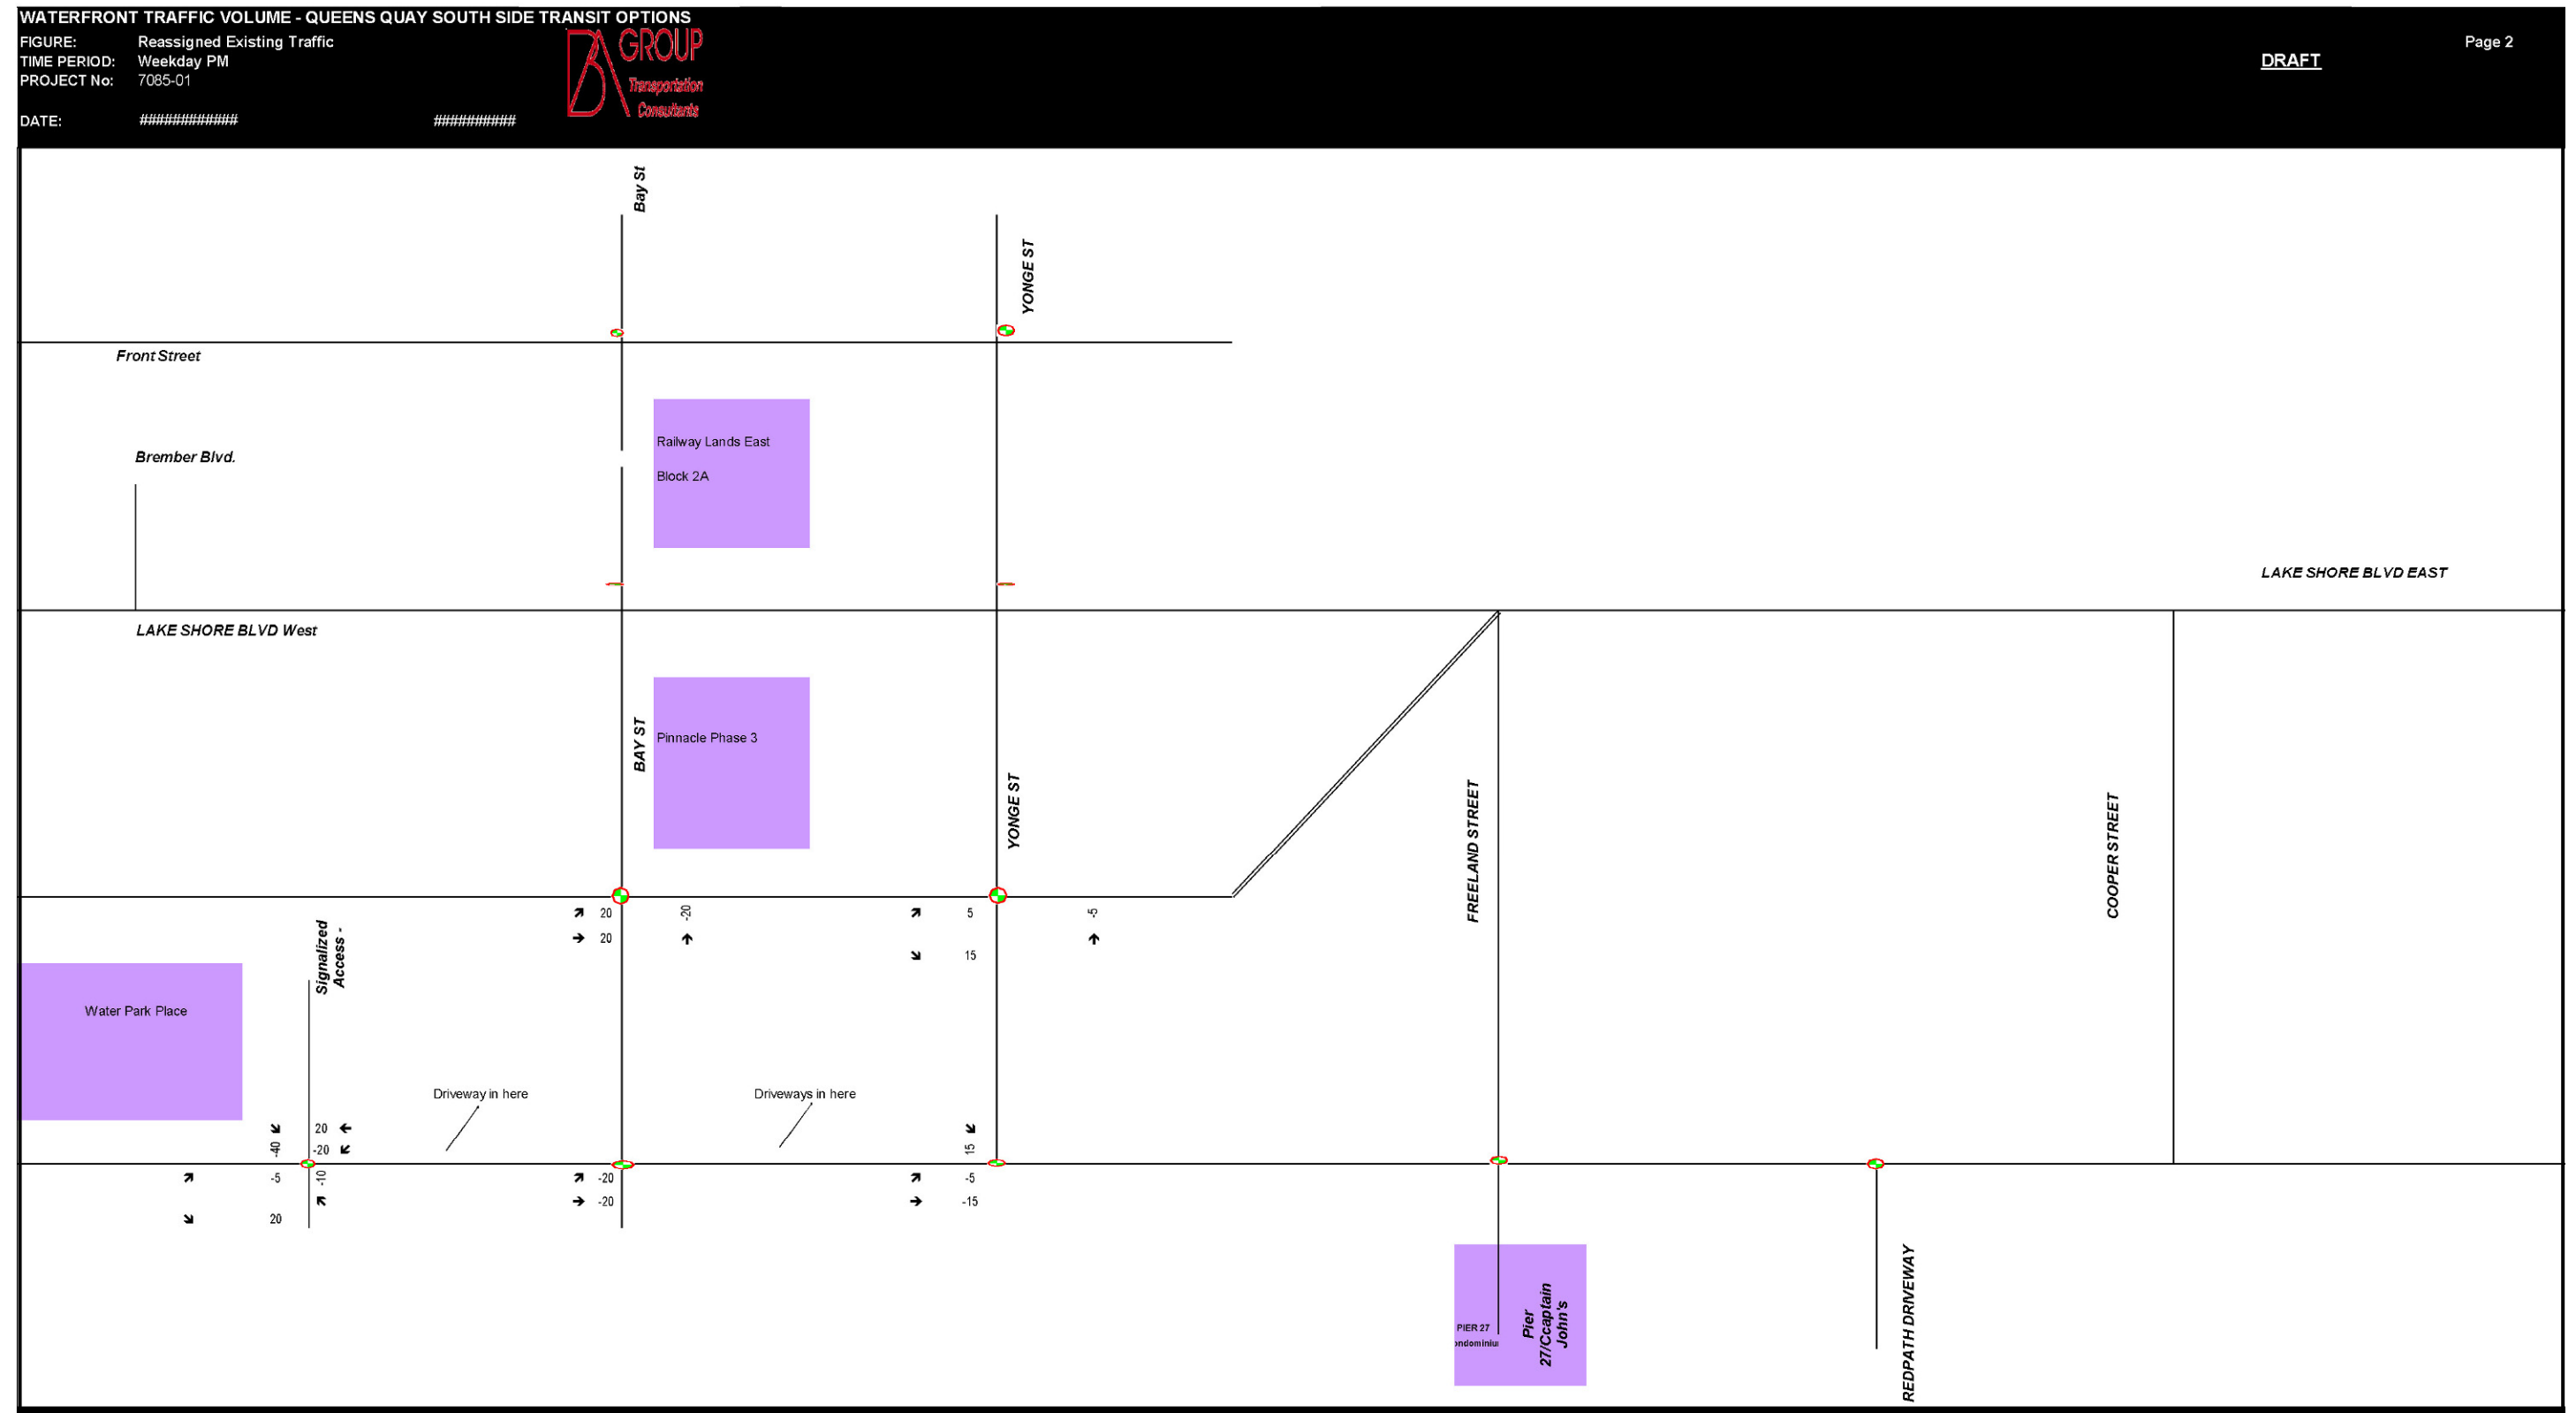 WATERFRONT TRAFFIC VOLUME - QUEENS QUAY SOUTH SIDE TRANSIT OPTIONS
FIGURE: Reassigned Existing Traffic
TIME PERIOD: Weekday PM
PROJECT No: 7085-01
DATE: ############ ##########
BA GROUP
Transportation
Consultants
DRAFT
Page 2
Bay St
YONGE ST
Front Street
Railway Lands East
Block 2A
Brember Blvd.
LAKE SHORE BLVD EAST
LAKE SHORE BLVD West
BAY ST
Pinnacle Phase 3
YONGE ST
FREELAND STREET
COOPER STREET
20 -20 5 -5
20
15
Signalized
Access -
Water Park Place
Driveway in here
Driveways in here
-40 20
-20
15
-5 -10 -20 -5
-20 -15
20
PIER 27
ondominiu
Pier
27/Ccaptain
John's
REDPATH DRIVEWAY